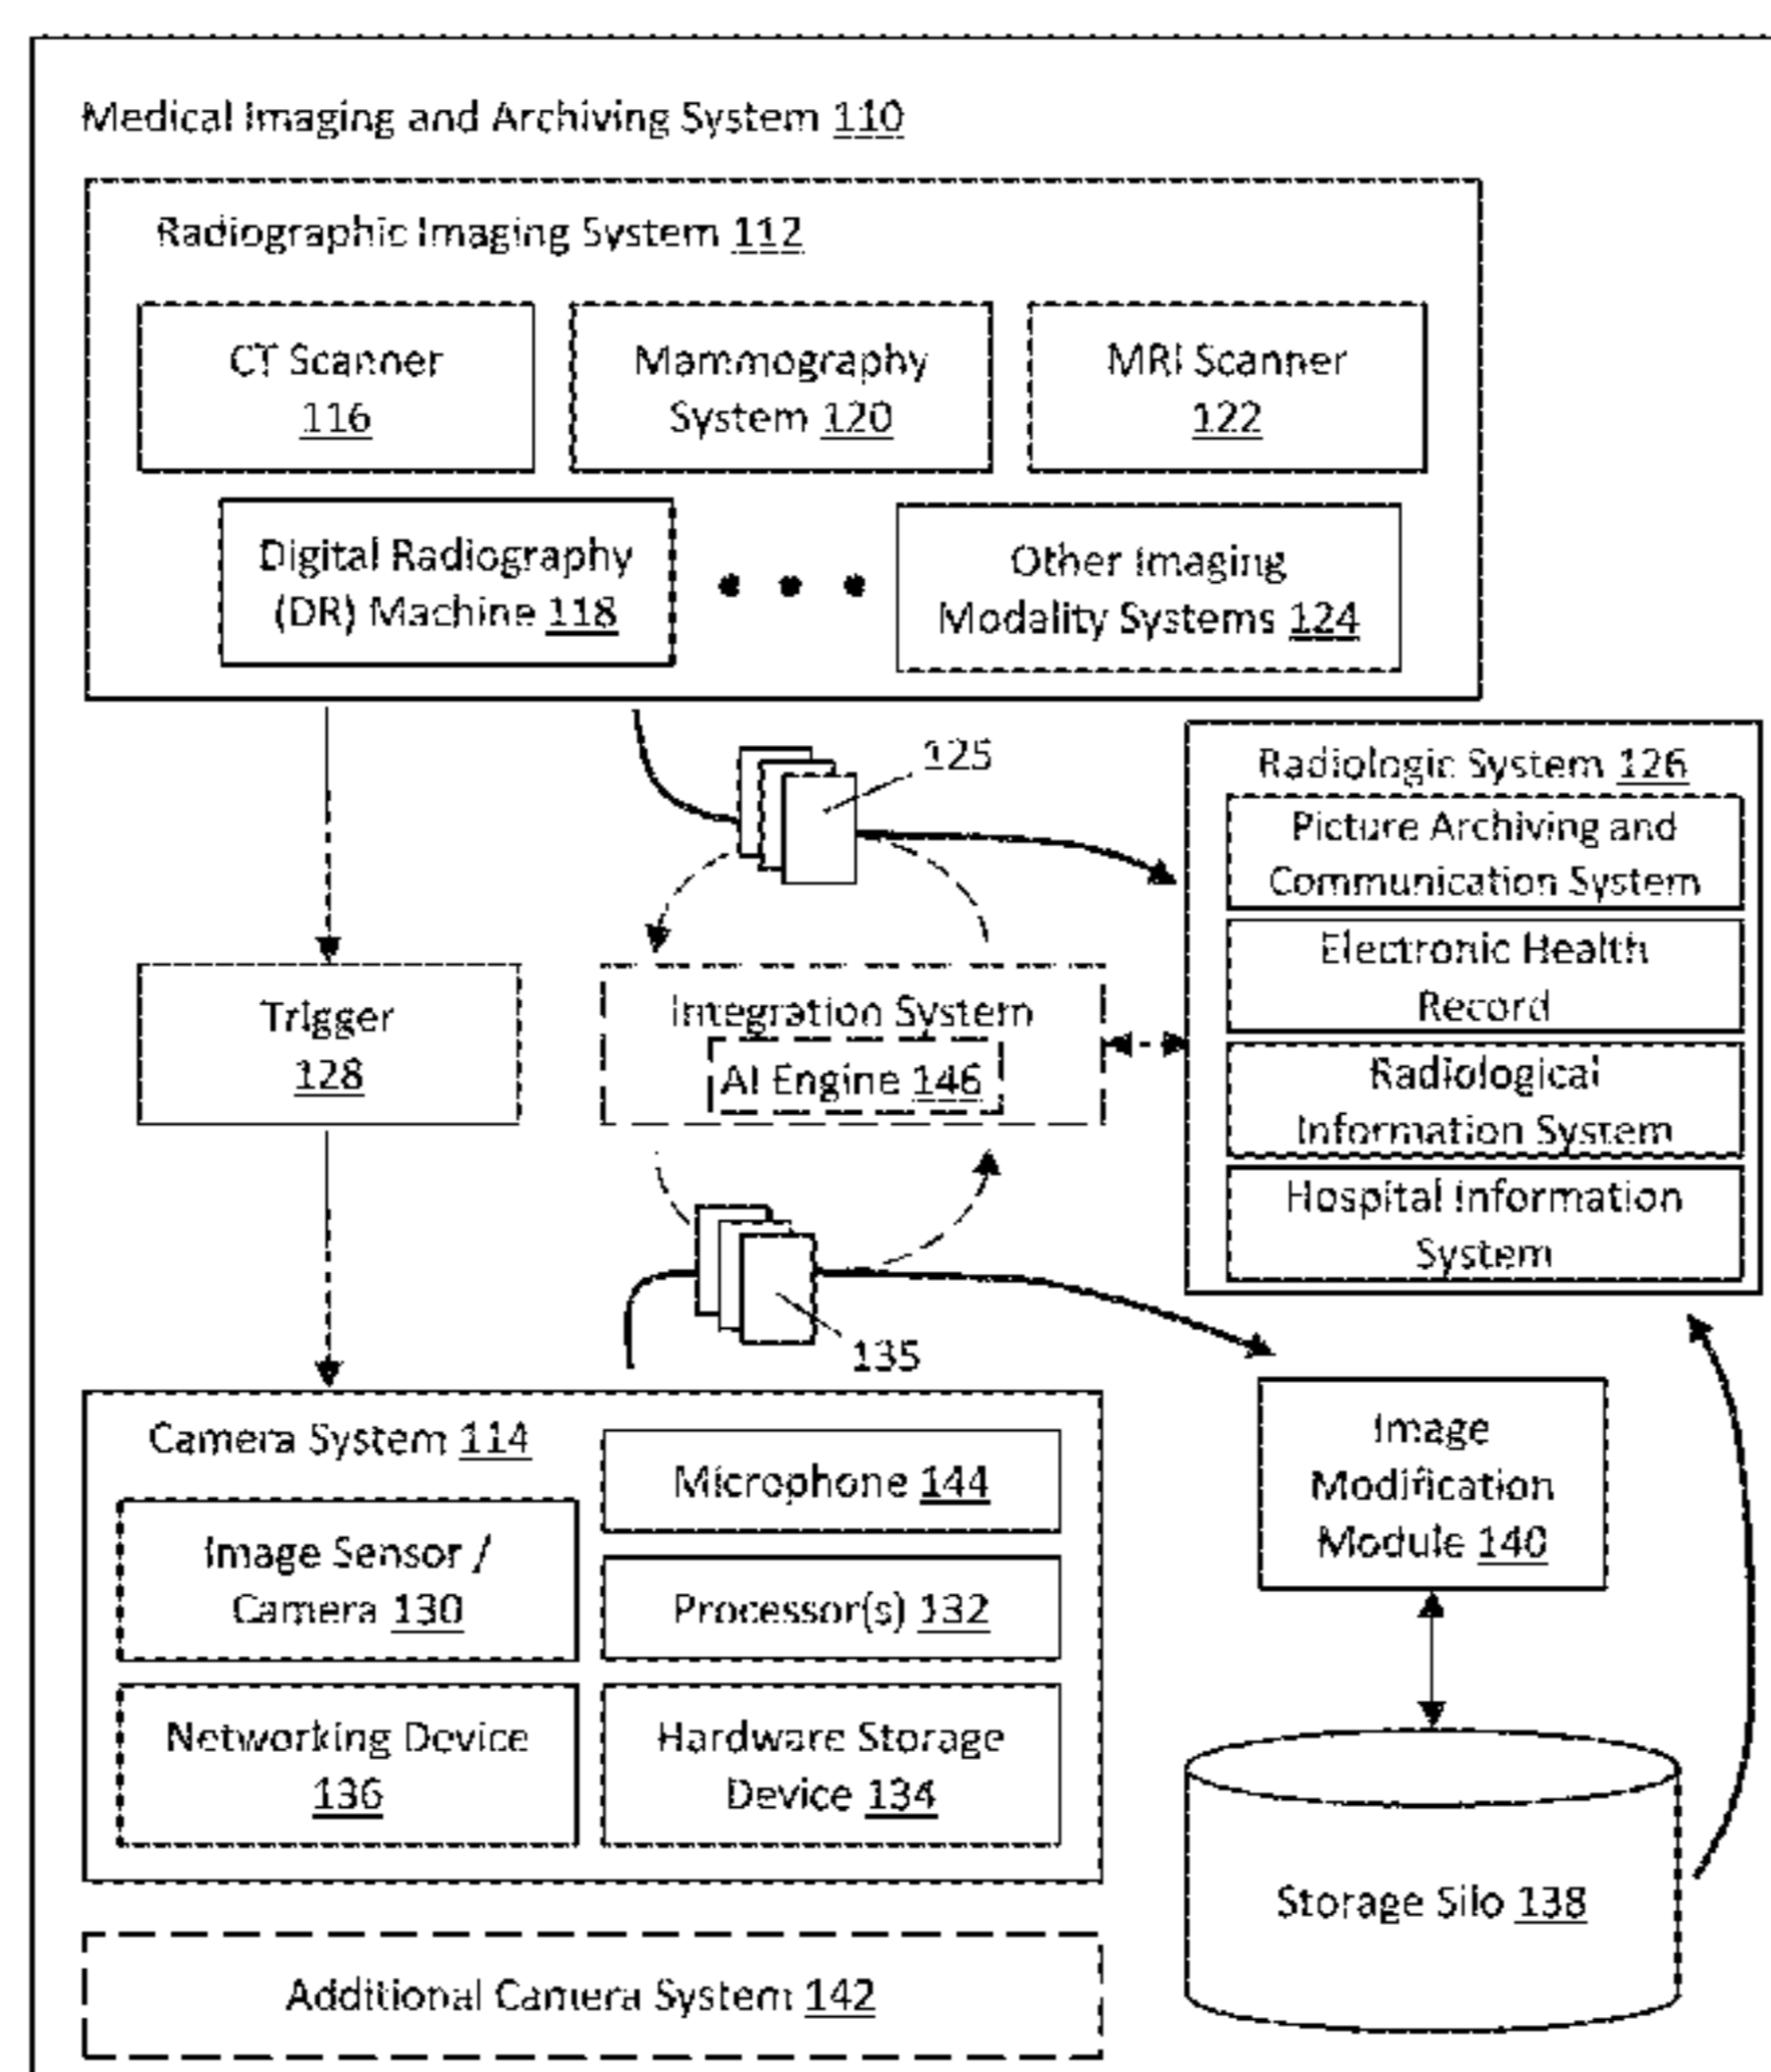 Medical Imaging and Archiving System 110
Radiographic Imaging System 112
CT Scanner
116
Mammography
System 120
MRI Scanner
122
Digital Radiography
(DR) Machine 118
Other Imaging
Modality Systems 124
125
Radiologic System 126
Picture Archiving and
Communication System
Electronic Health
Record
Radiological
Information System
Hospital Information
System
Trigger
128
Integration System
AI Engine 146
135
Camera System 114
Microphone 144
Image Sensor /
Camera 130
Processor(s) 132
Networking Device
136
Hardware Storage
Device 134
Image
Modification
Module 140
Storage Silo 138
Additional Camera System 142